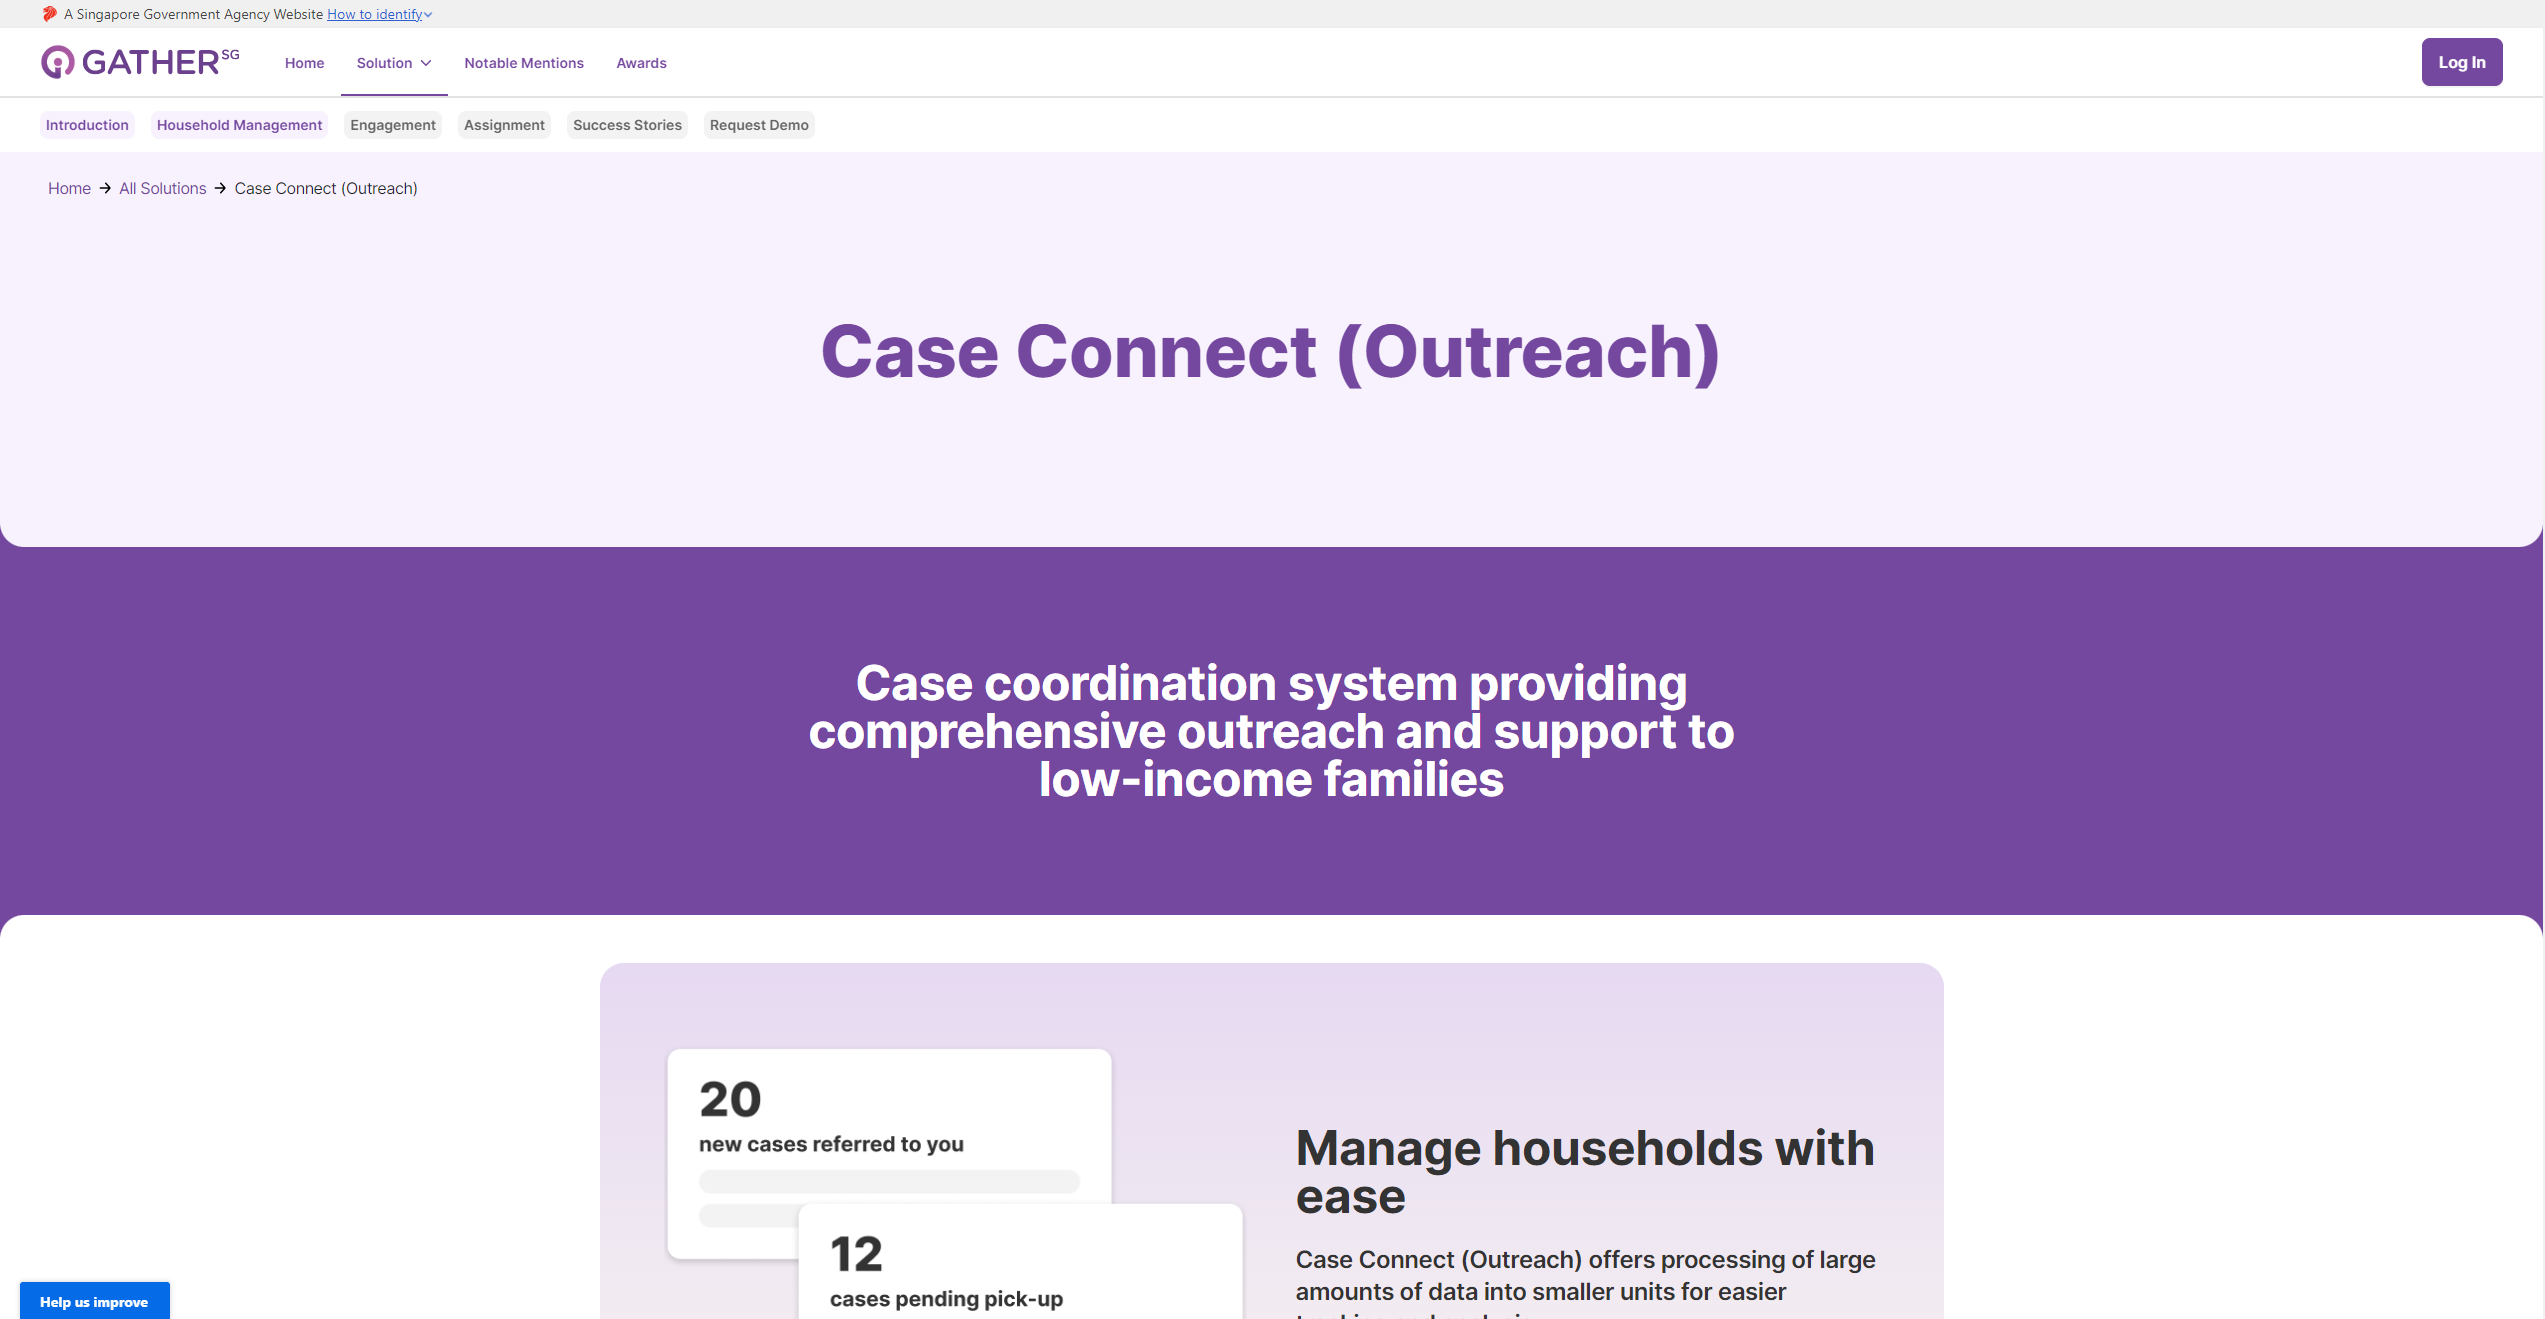 A Singapore Government Agency Website How to identify
GATHER SG
Home
Solution
Notable Mentions
Awards
Log In
Introduction
Household Management
Engagement
Assignment
Success Stories
Request Demo
Home → All Solutions → Case Connect (Outreach)
Case Connect (Outreach)
Case coordination system providing
comprehensive outreach and support to
low-income families
20
new cases referred to you
12
cases pending pick-up
Manage households with
ease
Case Connect (Outreach) offers processing of large
amounts of data into smaller units for easier
Help us improve